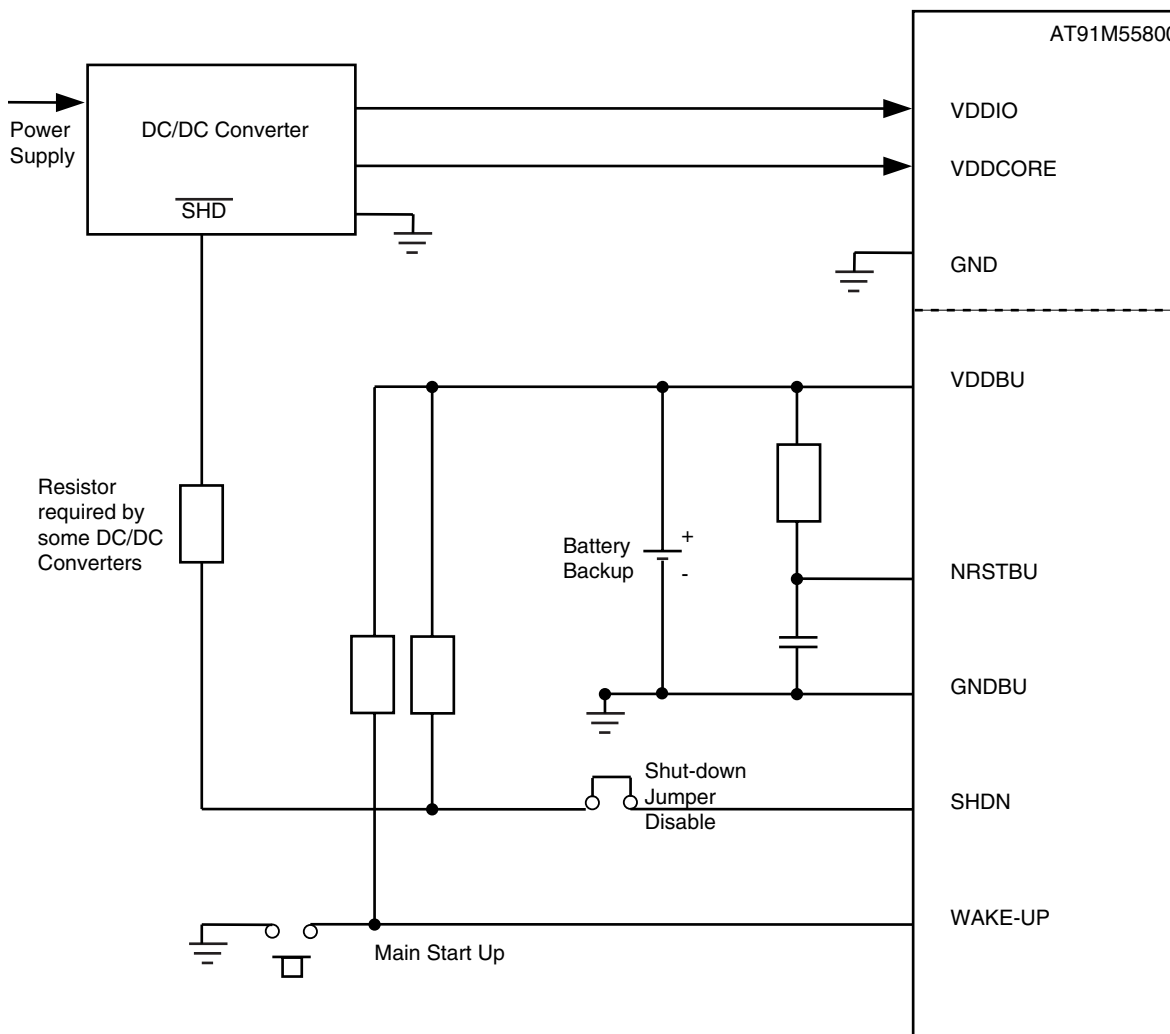 AT91M55800
Power
Supply
DC/DC Converter
SHD
VDDIO
VDDCORE
GND
VDDBU
Resistor
required by
some DC/DC
Converters
Battery
Backup
+
-
NRSTBU
GNDBU
Shut-down
Jumper
Disable
SHDN
WAKE-UP
Main Start Up